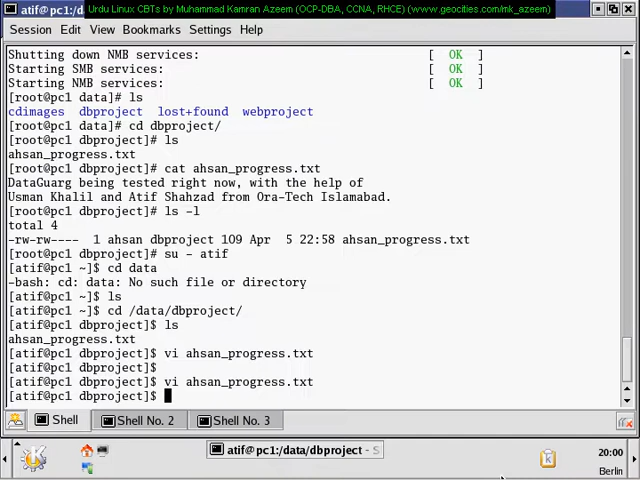 atif@pc1:/
Urdu Linux CBTs by Muhammad Kamran Azeem (OCP-DBA, CCNA, RHCE) (www.geocities.com/mk_azeem)
Session Edit View Bookmarks Settings Help
Shutting down NMB services: [ OK
Starting SMB services: [ OK
Starting NMB services: [ OK
[root@pc1 data]# ls
cdimages dbproject lost+found webproject
[root@pc1 data]# cd dbproject/
[root@pc1 dbproject]# ls
ahsan_progress.txt
[root@pc1 dbproject]# cat ahsan_progress.txt
DataGuarg being tested right now, with the help of
Usman Khalil and Atif Shahzad from Ora-Tech Islamabad.
[root@pc1 dbproject]# ls -l
total 4
-rw-rw---- 1 ahsan dbproject 109 Apr 5 22:58 ahsan_progress.txt
[root@pc1 dbproject]# su - atif
[atif@pc1 ~]$ cd data
-bash: cd: data: No such file or directory
[atif@pc1 ~]$ ls
[atif@pc1 ~]$ cd /data/dbproject/
[atif@pc1 dbproject]$ ls
ahsan_progress.txt
[atif@pc1 dbproject]$ vi ahsan_progress.txt
[atif@pc1 dbproject]$
[atif@pc1 dbproject]$ vi ahsan_progress.txt
[atif@pc1 dbproject]$
Shell Shell No. 2 Shell No. 3
atif@pc1:/data/dbproject - S
20:00
Berlin